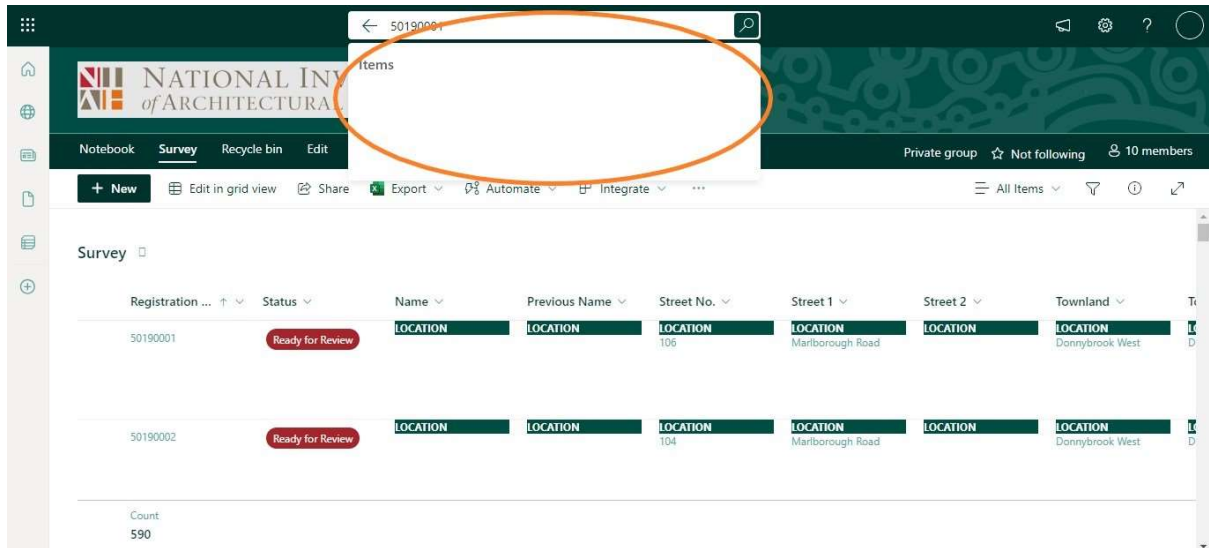 50190001
Items
NATIONAL INV
of ARCHITECTURAL
Notebook Survey Recycle bin Edit
Private group Not following 10 members
New Edit in grid view Share Export Automate Integrate ...
All Items
Survey
Registration ... Status Name Previous Name Street No. Street 1 Street 2 Townland
LOCATION LOCATION LOCATION LOCATION LOCATION LOCATION
50190001 Ready for Review 106 Marlborough Road Donnybrook West
LOCATION LOCATION LOCATION LOCATION LOCATION LOCATION
50190002 Ready for Review 104 Marlborough Road Donnybrook West
Count
590